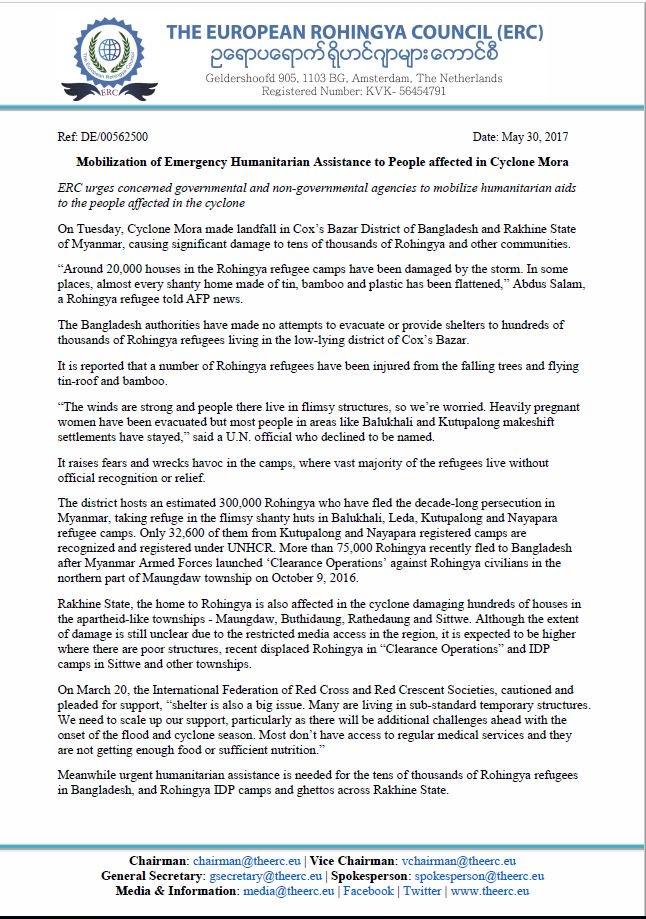 THE EUROPEAN ROHINGYA COUNCIL (ERC)
ဥရောပရောက်ရိုဟင်ဂျာများကောင်စီ
Geldershoofd 905, 1103 BG, Amsterdam, The Netherlands
Registered Number: KVK- 56454791
The European Rohingya Council
ERC
Ref: DE/00562500 Date: May 30, 2017
Mobilization of Emergency Humanitarian Assistance to People affected in Cyclone Mora
ERC urges concerned governmental and non-governmental agencies to mobilize humanitarian aids
to the people affected in the cyclone
On Tuesday, Cyclone Mora made landfall in Cox’s Bazar District of Bangladesh and Rakhine State
of Myanmar, causing significant damage to tens of thousands of Rohingya and other communities.
“Around 20,000 houses in the Rohingya refugee camps have been damaged by the storm. In some
places, almost every shanty home made of tin, bamboo and plastic has been flattened,” Abdus Salam,
a Rohingya refugee told AFP news.
The Bangladesh authorities have made no attempts to evacuate or provide shelters to hundreds of
thousands of Rohingya refugees living in the low-lying district of Cox’s Bazar.
It is reported that a number of Rohingya refugees have been injured from the falling trees and flying
tin-roof and bamboo.
“The winds are strong and people there live in flimsy structures, so we’re worried. Heavily pregnant
women have been evacuated but most people in areas like Balukhali and Kutupalong makeshift
settlements have stayed,” said a U.N. official who declined to be named.
It raises fears and wrecks havoc in the camps, where vast majority of the refugees live without
official recognition or relief.
The district hosts an estimated 300,000 Rohingya who have fled the decade-long persecution in
Myanmar, taking refuge in the flimsy shanty huts in Balukhali, Leda, Kutupalong and Nayapara
refugee camps. Only 32,600 of them from Kutupalong and Nayapara registered camps are
recognized and registered under UNHCR. More than 75,000 Rohingya recently fled to Bangladesh
after Myanmar Armed Forces launched ‘Clearance Operations’ against Rohingya civilians in the
northern part of Maungdaw township on October 9, 2016.
Rakhine State, the home to Rohingya is also affected in the cyclone damaging hundreds of houses in
the apartheid-like townships - Maungdaw, Buthidaung, Rathedaung and Sittwe. Although the extent
of damage is still unclear due to the restricted media access in the region, it is expected to be higher
where there are poor structures, recent displaced Rohingya in “Clearance Operations” and IDP
camps in Sittwe and other townships.
On March 20, the International Federation of Red Cross and Red Crescent Societies, cautioned and
pleaded for support, “shelter is also a big issue. Many are living in sub-standard temporary structures.
We need to scale up our support, particularly as there will be additional challenges ahead with the
onset of the flood and cyclone season. Most don’t have access to regular medical services and they
are not getting enough food or sufficient nutrition.”
Meanwhile urgent humanitarian assistance is needed for the tens of thousands of Rohingya refugees
in Bangladesh, and Rohingya IDP camps and ghettos across Rakhine State.
Chairman: chairman@theerc.eu | Vice Chairman: vchairman@theerc.eu
General Secretary: gsecretary@theerc.eu | Spokesperson: spokesperson@theerc.eu
Media & Information: media@theerc.eu | Facebook | Twitter | www.theerc.eu